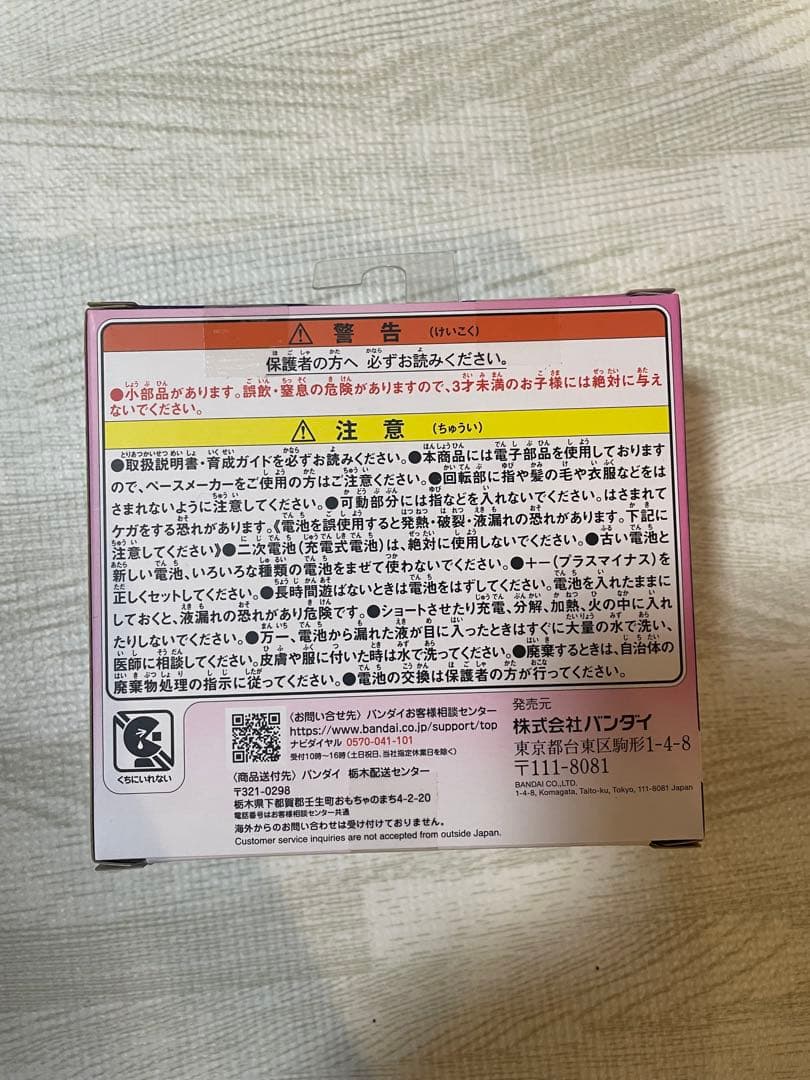 ⚠ 警告 (けいこく)
保護者の方へ 必ずお読みください。
●小部品があります。誤飲・窒息の危険がありますので、3才未満のお子様には絶対に与え
ないでください。
⚠ 注意 (ちゅうい)
●取扱説明書・育成ガイドを必ずお読みください。●本商品には電子部品を使用しております
ので、ペースメーカーをご使用の方はご注意ください。●回転部に指や髪の毛や衣服などをは
さまれないように注意してください。●可動部分には指などを入れないでください。はさまれて
ケガをする恐れがあります。《電池を誤使用すると発熱・破裂・液漏れの恐れがあります。下記に
注意してください》●二次電池(充電式電池)は、絶対に使用しないでください。●古い電池と
新しい電池、いろいろな種類の電池をまぜて使わないでください。●+−(プラスマイナス)を
正しくセットしてください。●長時間遊ばないときは電池をはずしてください。電池を入れたままに
しておくと、液漏れの恐れがあり危険です。●ショートさせたり充電、分解、加熱、火の中に入れ
たりしないでください。●万一、電池から漏れた液が目に入ったときはすぐに大量の水で洗い、
医師に相談してください。皮膚や服に付いた時は水で洗ってください。●廃棄するときは、自治体の
廃棄物処理の指示に従ってください。●電池の交換は保護者の方が行ってください。
くちにいれない
〈お問い合せ先〉バンダイお客様相談センター
https://www.bandai.co.jp/support/top
ナビダイヤル 0570-041-101
受付10時〜16時(土日祝日、当社指定休業日を除く)
〈商品送付先〉バンダイ 栃木配送センター
〒321-0298
栃木県下都賀郡壬生町おもちゃのまち4-2-20
電話番号はお客様相談センター共通
海外からのお問い合わせは受け付けておりません。
Customer service inquiries are not accepted from outside Japan.
発売元
株式会社バンダイ
東京都台東区駒形1-4-8
〒111-8081
BANDAI CO.,LTD.
1-4-8, Komagata, Taito-ku, Tokyo, 111-8081 Japan